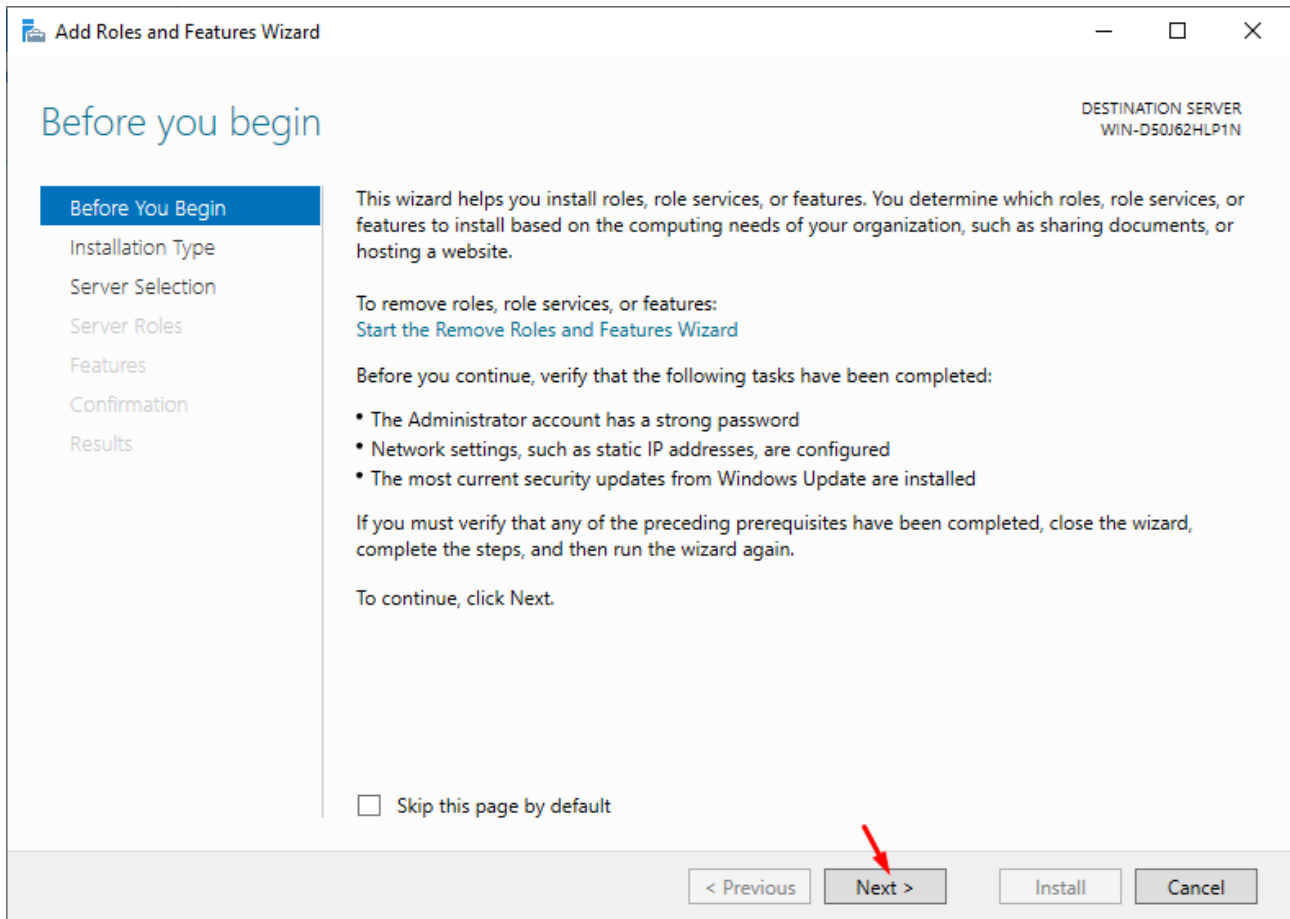 Add Roles and Features Wizard
Before you begin
DESTINATION SERVER
WIN-D50J62HLP1N
Before You Begin
Installation Type
Server Selection
Server Roles
Features
Confirmation
Results
This wizard helps you install roles, role services, or features. You determine which roles, role services, or
features to install based on the computing needs of your organization, such as sharing documents, or
hosting a website.
To remove roles, role services, or features:
Start the Remove Roles and Features Wizard
Before you continue, verify that the following tasks have been completed:
• The Administrator account has a strong password
• Network settings, such as static IP addresses, are configured
• The most current security updates from Windows Update are installed
If you must verify that any of the preceding prerequisites have been completed, close the wizard,
complete the steps, and then run the wizard again.
To continue, click Next.
Skip this page by default
< Previous
Next >
Install
Cancel